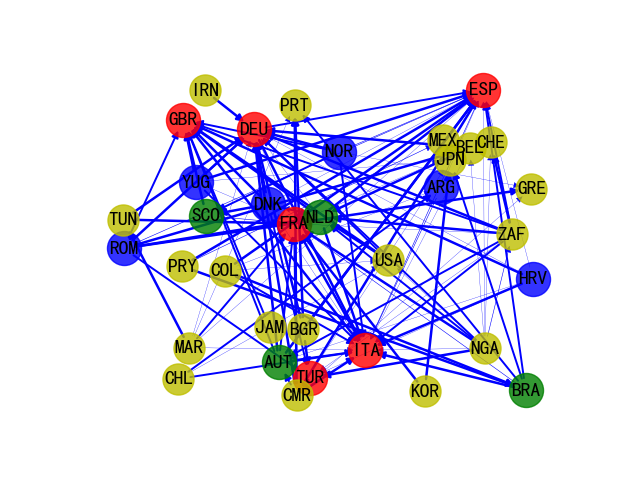 IRN
ESP
PRT
GBR
DEU
MEX
CHE
BEL
NOR
JPN
YUG
ARG
GRE
DNK
SCO
NLD
TUN
FRA
ZAF
ROM
USA
PRY
COL
HRV
JAM
BGR
MAR
ITA
NGA
AUT
TUR
CHL
KOR
BRA
CMR